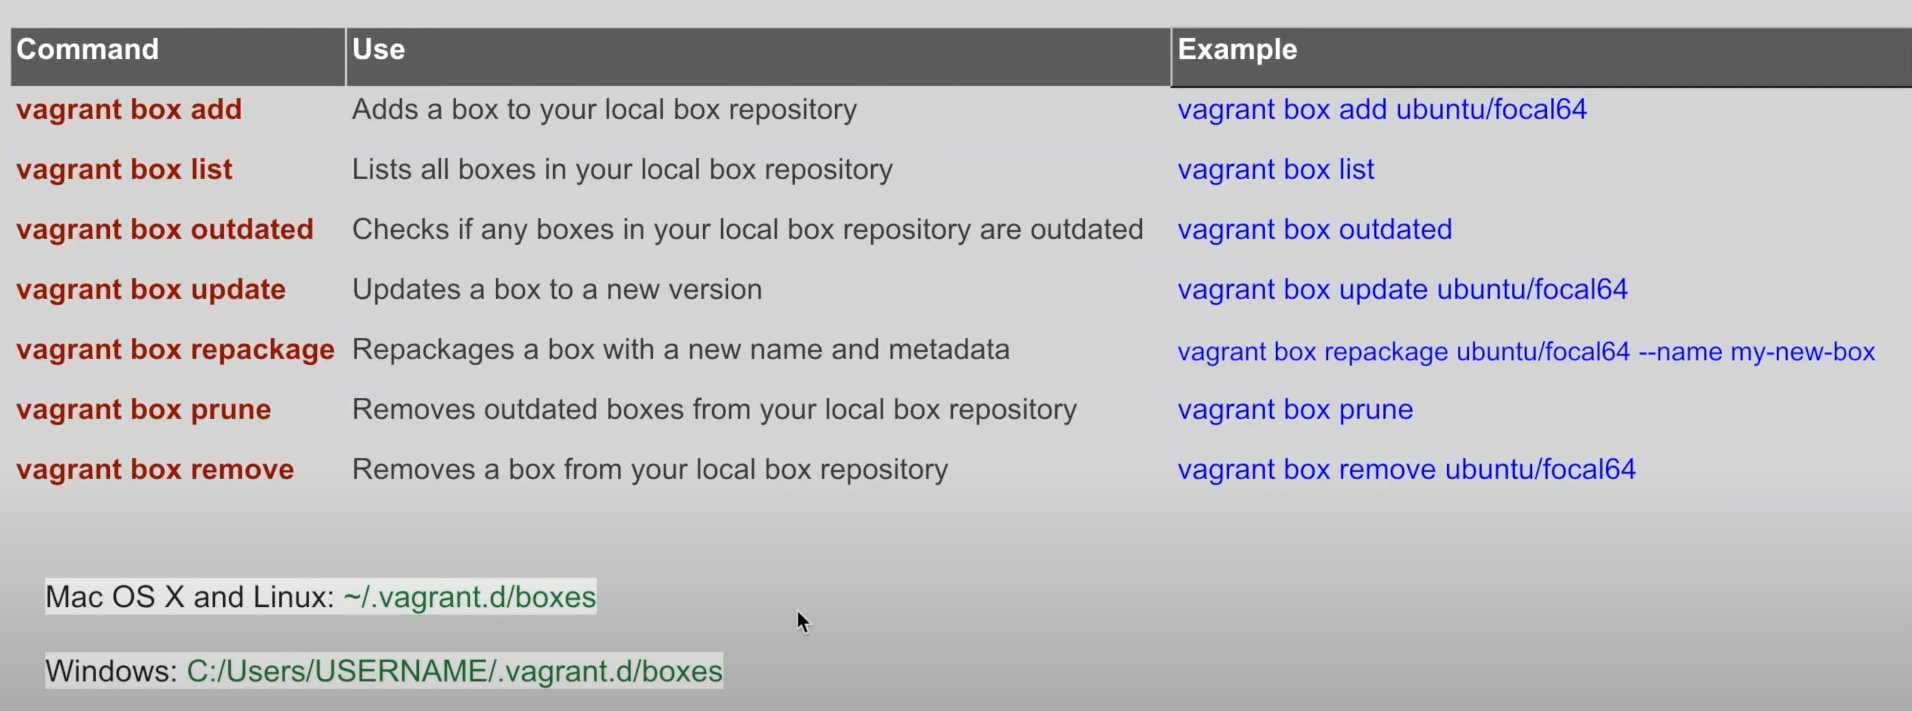 Command Use Example
vagrant box add Adds a box to your local box repository vagrant box add ubuntu/focal64
vagrant box list Lists all boxes in your local box repository vagrant box list
vagrant box outdated Checks if any boxes in your local box repository are outdated vagrant box outdated
vagrant box update Updates a box to a new version vagrant box update ubuntu/focal64
vagrant box repackage Repackages a box with a new name and metadata vagrant box repackage ubuntu/focal64 --name my-new-box
vagrant box prune Removes outdated boxes from your local box repository vagrant box prune
vagrant box remove Removes a box from your local box repository vagrant box remove ubuntu/focal64
Mac OS X and Linux: ~/.vagrant.d/boxes
Windows: C:/Users/USERNAME/.vagrant.d/boxes